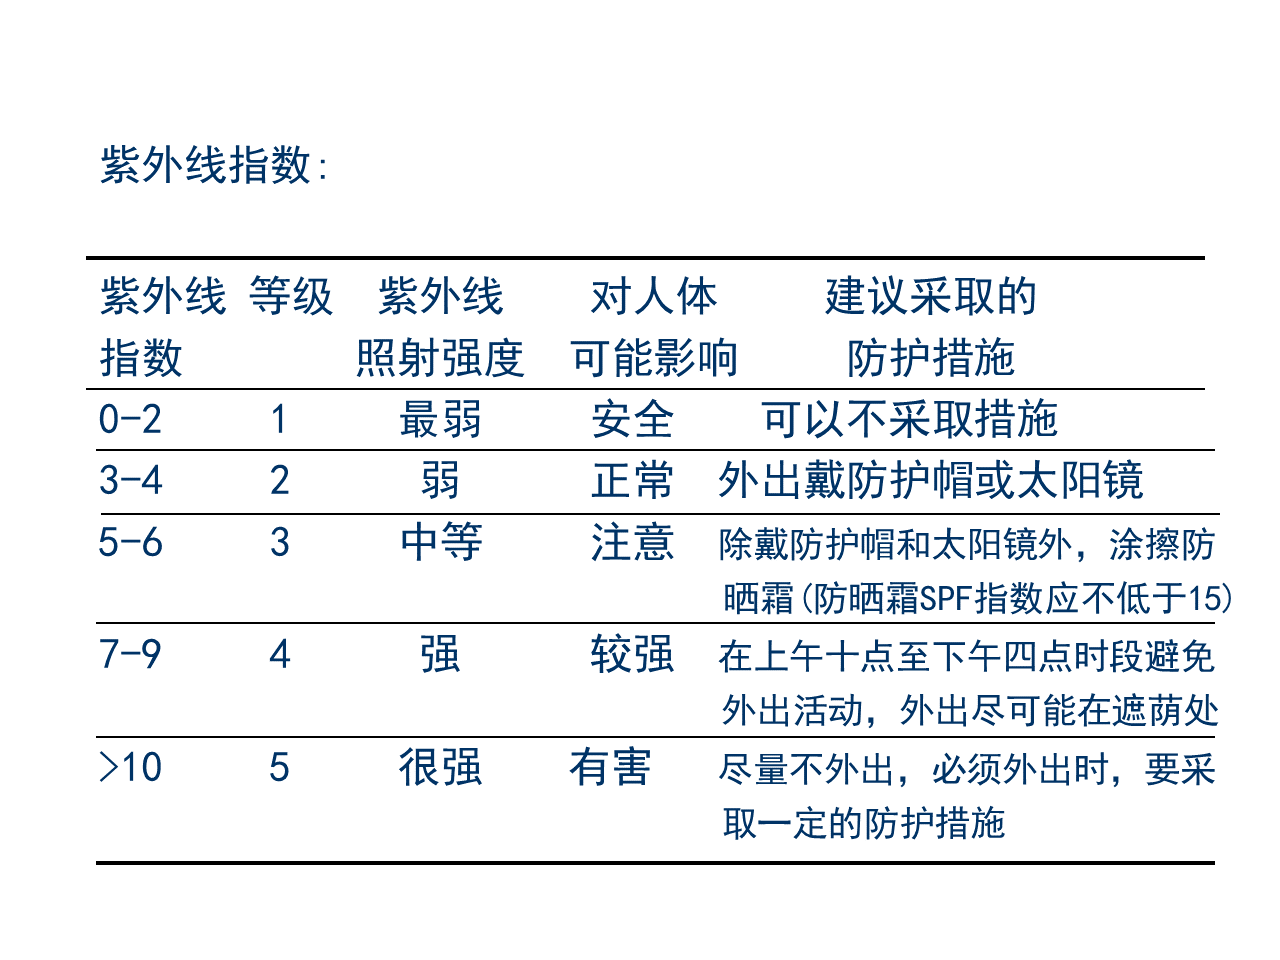 紫外线指数:
紫外线 等级 紫外线 对人体 建议采取的
指数 照射强度 可能影响 防护措施
0-2 1 最弱 安全 可以不采取措施
3-4 2 弱 正常 外出戴防护帽或太阳镜
5-6 3 中等 注意 除戴防护帽和太阳镜外，涂擦防
晒霜(防晒霜SPF指数应不低于15)
7-9 4 强 较强 在上午十点至下午四点时段避免
外出活动，外出尽可能在遮荫处
>10 5 很强 有害 尽量不外出，必须外出时，要采
取一定的防护措施